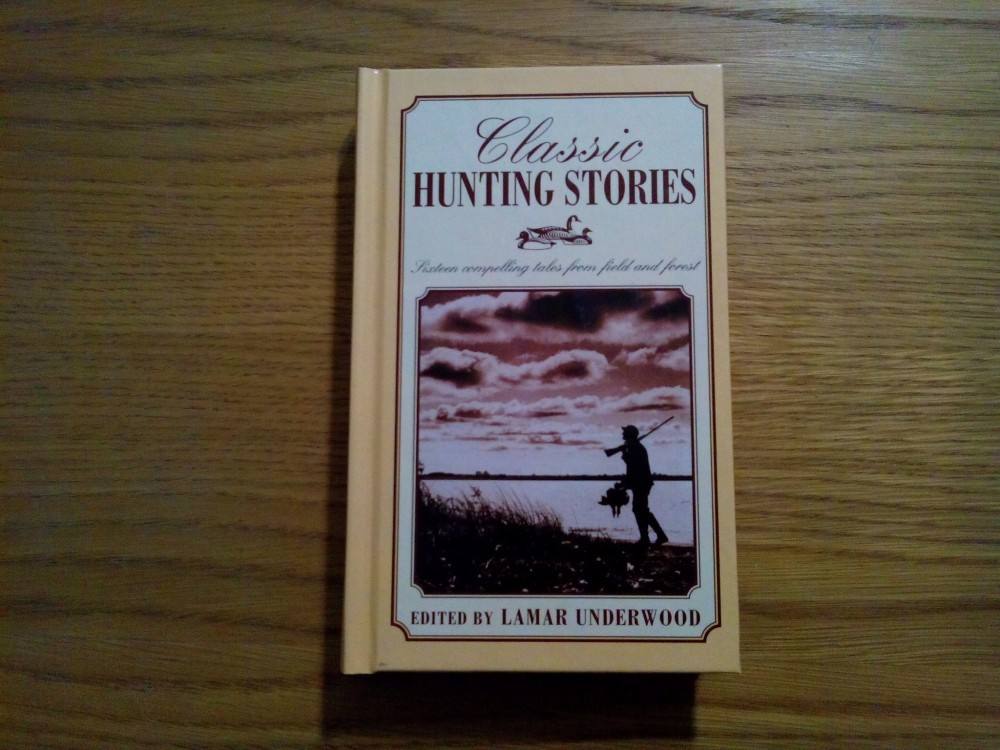 Classic
HUNTING STORIES
Sixteen compelling tales from field and forest
EDITED BY LAMAR UNDERWOOD